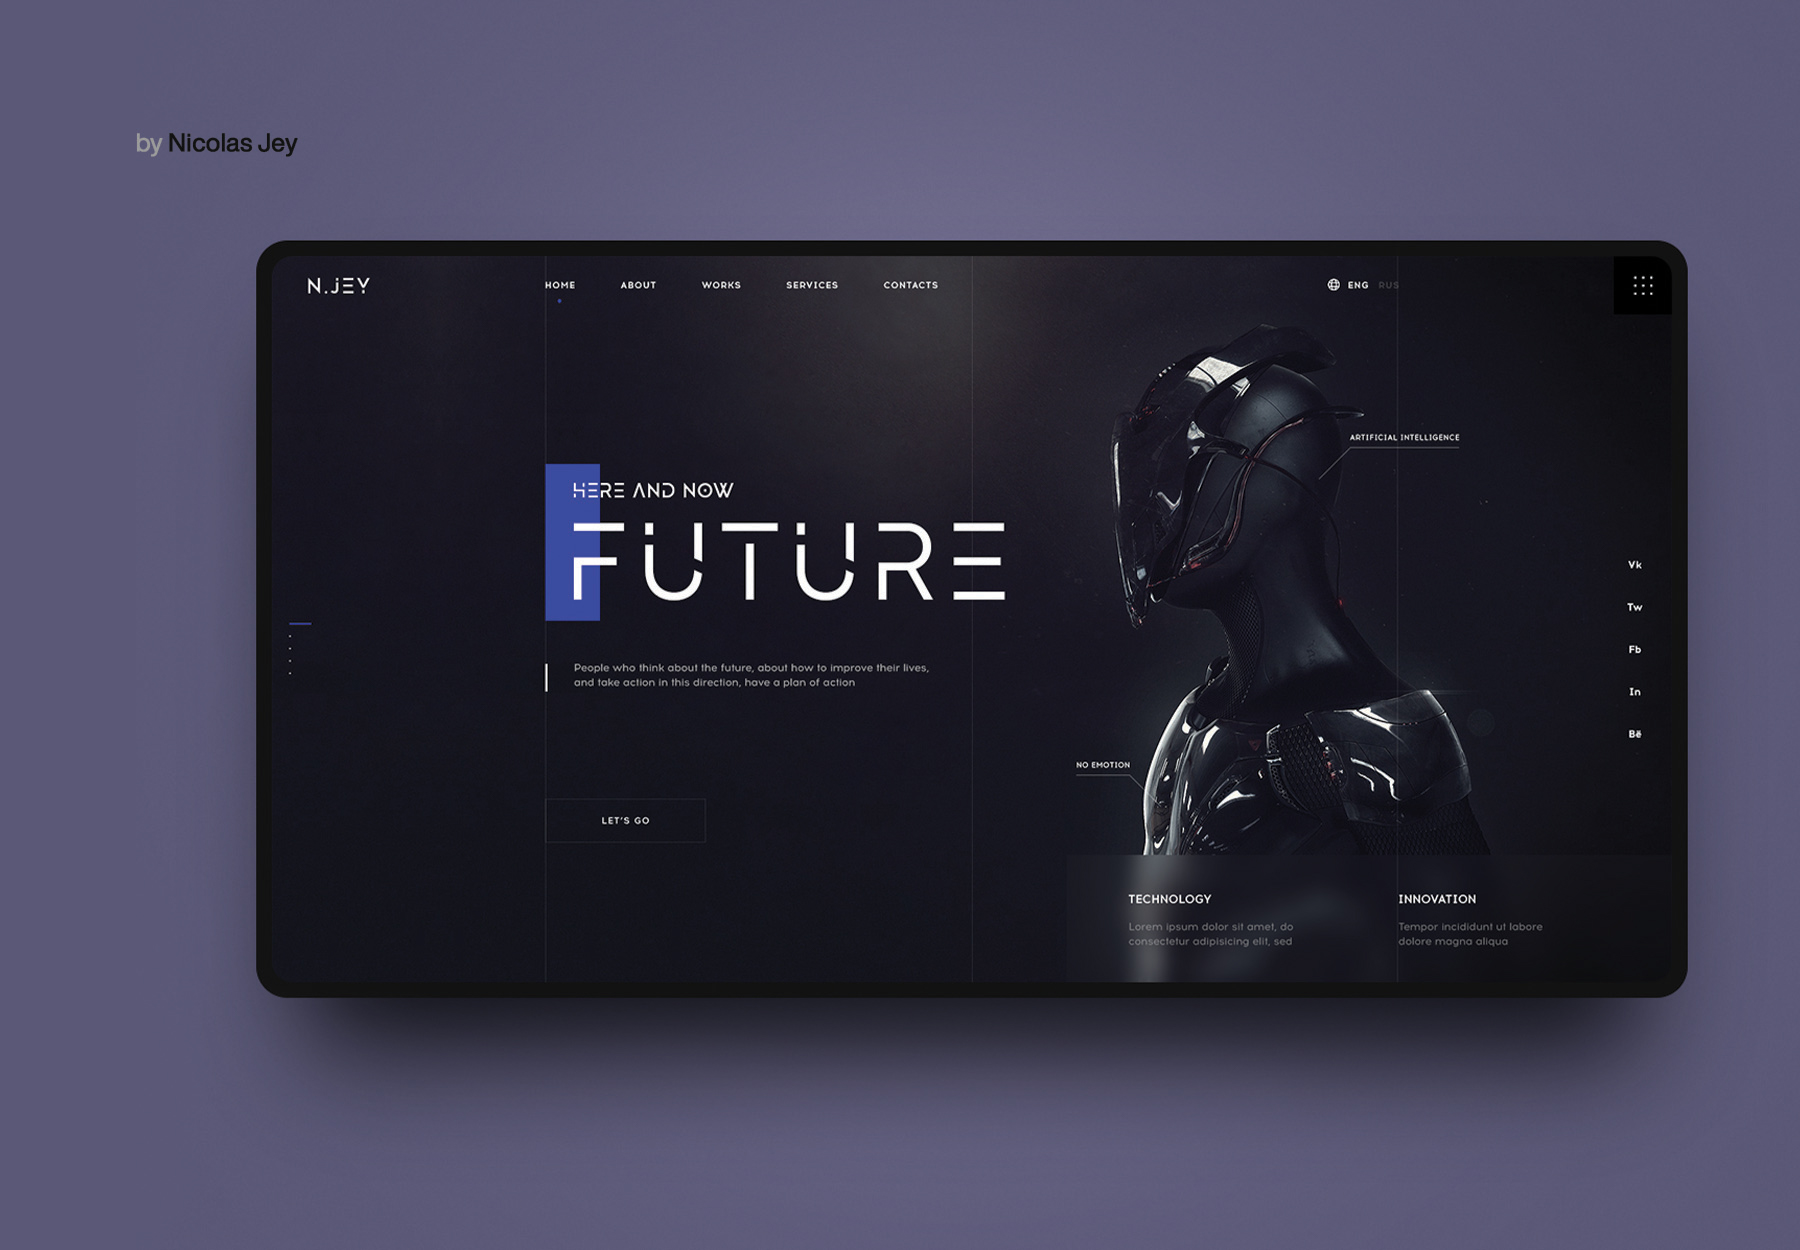 by Nicolas Jey
N.JEY
HOME ABOUT WORKS SERVICES CONTACTS
ENG RUS
ARTIFICIAL INTELLIGENCE
HERE AND NOW
FUTURE
People who think about the future, about how to improve their lives,
and take action in this direction, have a plan of action
LET'S GO
Vk
Tw
Fb
In
Bē
NO EMOTION
TECHNOLOGY
Lorem ipsum dolor sit amet, do
consectetur adipisicing elit, sed
INNOVATION
Tempor incididunt ut labore
dolore magna aliqua